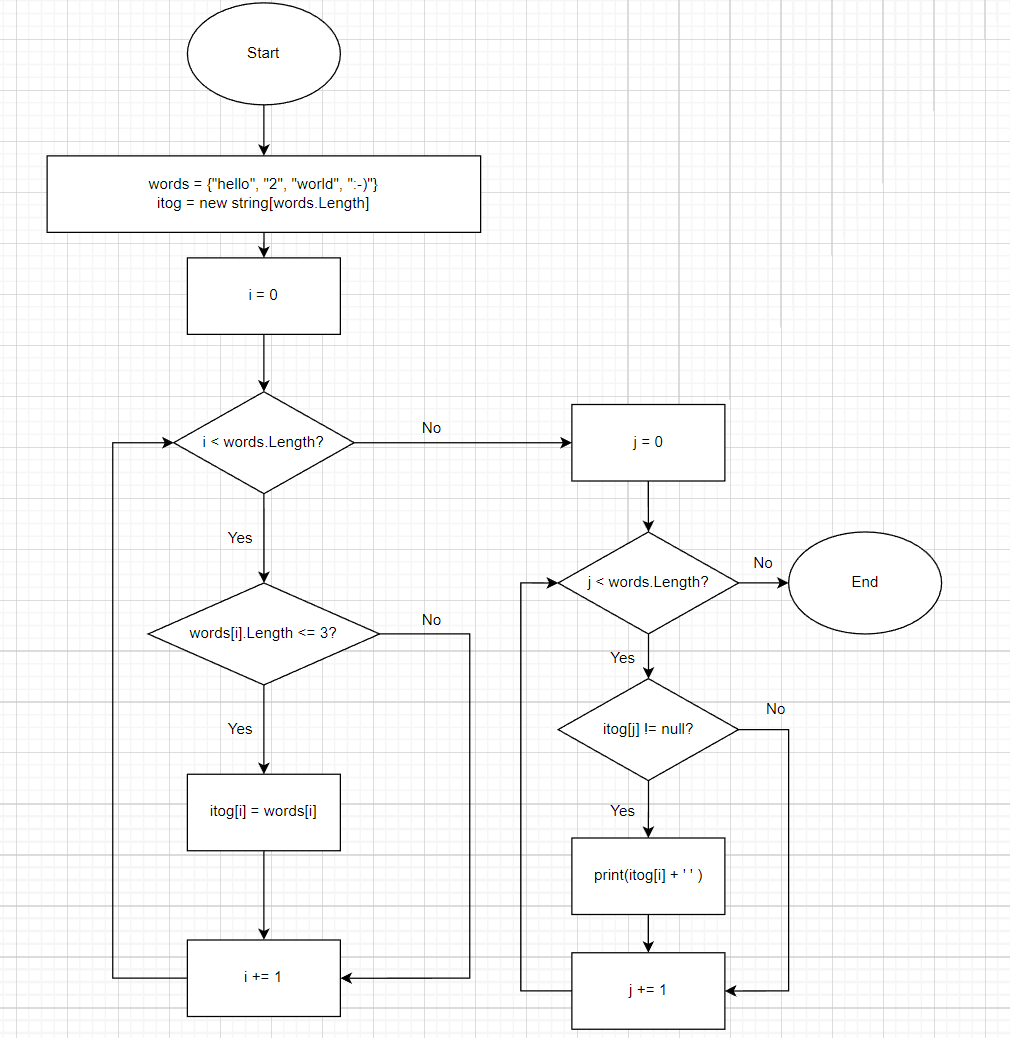 Start
words = {"hello", "2", "world", ":-)"}
itog = new string[words.Length]
i = 0
i < words.Length?
No
Yes
words[i].Length <= 3?
No
Yes
itog[i] = words[i]
i += 1
j = 0
j < words.Length?
No
End
Yes
itog[j] != null?
No
Yes
print(itog[i] + ' ' )
j += 1